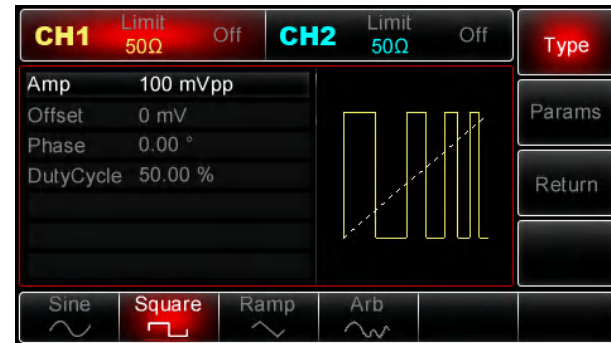 CH1 Limit 50Ω Off CH2 Limit 50Ω Off Type
Amp 100 mVpp
Offset 0 mV
Params
Phase 0.00 °
DutyCycle 50.00 %
Return
Sine Square Ramp Arb